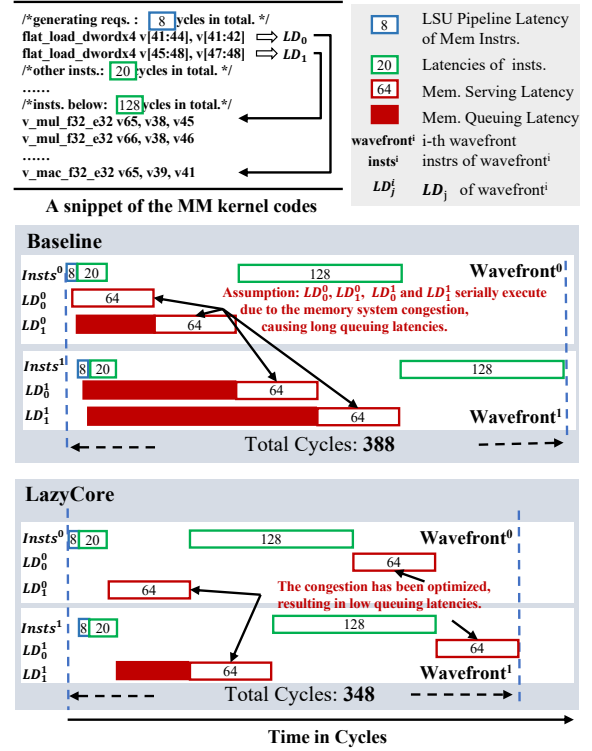 /*generating reqs. : 8 ycles in total. */
flat_load_dwordx4 v[41:44], v[41:42] LD0
flat_load_dwordx4 v[45:48], v[47:48] LD1
/*other insts.: 20 cycles in total. */
......
/*insts. below: 128 ycles in total.*/
v_mul_f32_e32 v65, v38, v45
v_mul_f32_e32 v66, v38, v46
......
v_mac_f32_e32 v65, v39, v41
A snippet of the MM kernel codes
8 LSU Pipeline Latency
of Mem Instrs.
20 Latencies of insts.
64 Mem. Serving Latency
Mem. Queuing Latency
wavefrontⁱ i-th wavefront
instsⁱ instrs of wavefrontⁱ
LDⱼⁱ LDⱼ of wavefrontⁱ
Baseline
Insts⁰ 8 20 128 Wavefront⁰
LD₀⁰ 64
LD₁⁰ 64
Assumption: LD₀⁰, LD₁⁰, LD₀¹ and LD₁¹ serially execute
due to the memory system congestion,
causing long queuing latencies.
Insts¹ 8 20 128
LD₀¹ 64
LD₁¹ 64 Wavefront¹
Total Cycles: 388
LazyCore
Insts⁰ 8 20 128 Wavefront⁰
LD₀⁰ 64
LD₁⁰ 64
The congestion has been optimized,
resulting in low queuing latencies.
Insts¹ 8 20 128
LD₀¹ 64
LD₁¹ 64 Wavefront¹
Total Cycles: 348
Time in Cycles